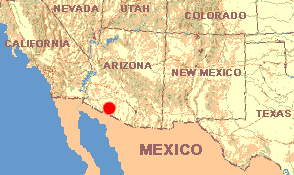 NEVADA UTAH COLORADO
CALIFORNIA
ARIZONA
NEW MEXICO
TEXAS
MEXICO